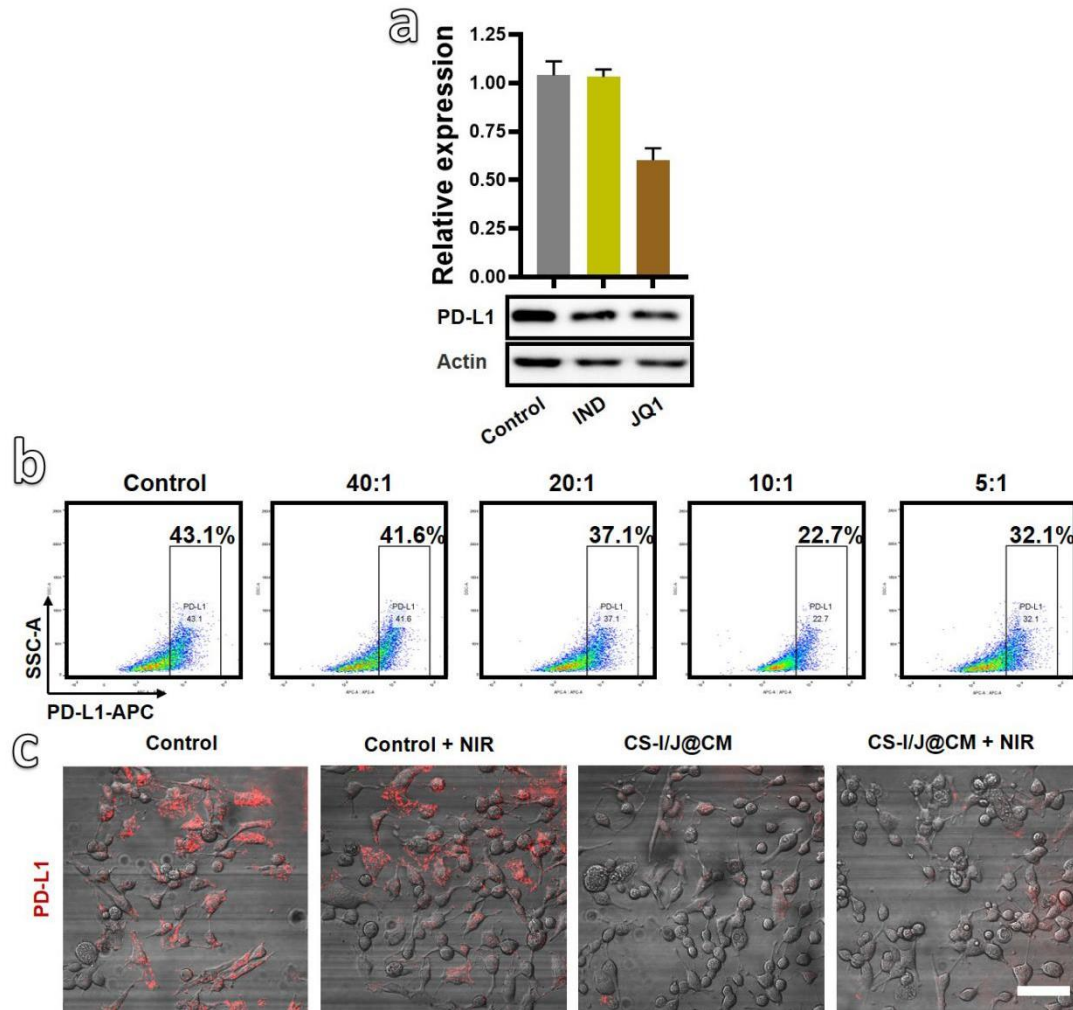 a
Relative expression
1.25
1.00
0.75
0.50
0.25
0.00
PD-L1
Actin
Control IND JQ1
b
Control 40:1 20:1 10:1 5:1
43.1% 41.6% 37.1% 22.7% 32.1%
PD-L1 PD-L1 PD-L1 PD-L1 PD-L1
43.1 41.6 37.1 22.7 32.1
SSC-A
PD-L1-APC
c
Control Control + NIR CS-I/J@CM CS-I/J@CM + NIR
PD-L1